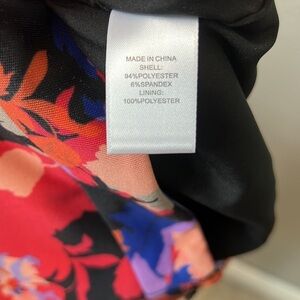 MADE IN CHINA
SHELL:
94%POLYESTER
6%SPANDEX
LINING:
100%POLYESTER